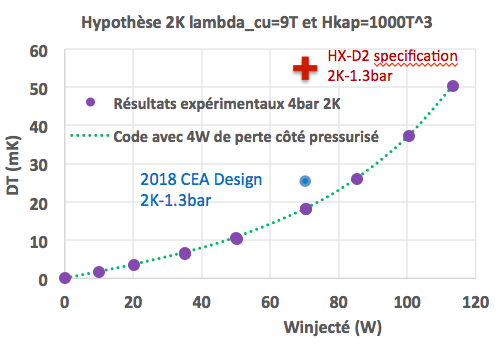 Hypothèse 2K lambda_cu=9T et Hkap=1000T^3
60
50
40
30
20
10
0
DT (mK)
HX-D2 specification
2K-1.3bar
Résultats expérimentaux 4bar 2K
Code avec 4W de perte côté pressurisé
2018 CEA Design
2K-1.3bar
0 20 40 60 80 100 120
Winjecté (W)